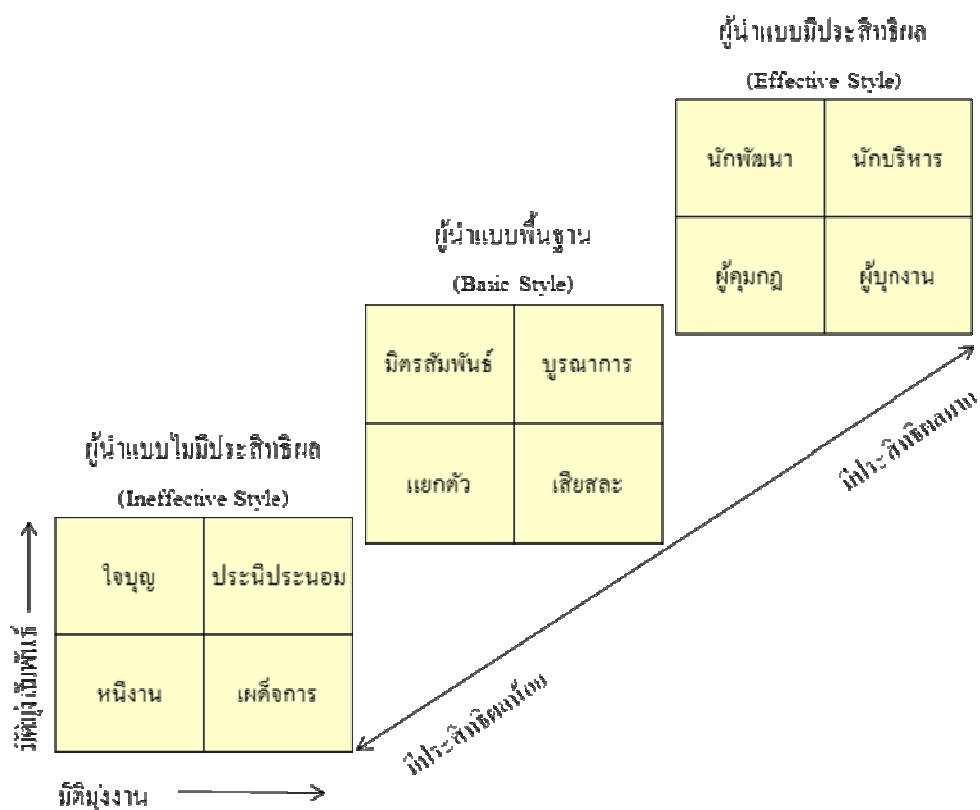 ผู้นำแบบมีประสิทธิผล
(Effective Style)
นักพัฒนา
นักบริหาร
ผู้คุมกฎ
ผู้บุกงาน
ผู้นำแบบพื้นฐาน
(Basic Style)
มิตรสัมพันธ์
บูรณาการ
แยกตัว
เสียสละ
ผู้นำแบบไม่มีประสิทธิผล
(Ineffective Style)
ใจบุญ
ประนีประนอม
หนีงาน
เผด็จการ
มิติมุ่งสัมพันธ์
มิติมุ่งงาน
มีประสิทธิผลน้อย
มีประสิทธิผลมาก